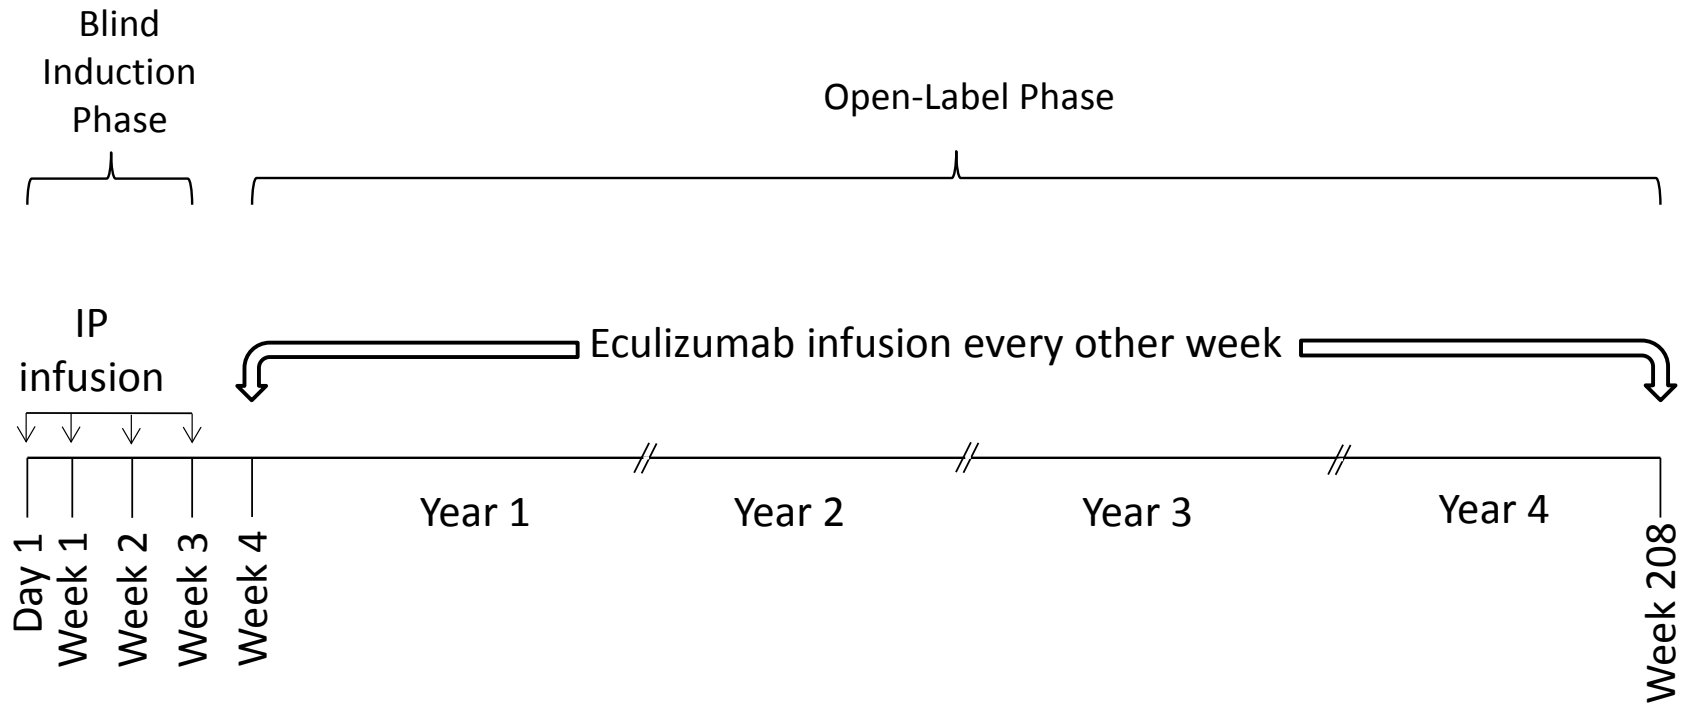 Blind
Induction
Phase
Open-Label Phase
IP
infusion
Eculizumab infusion every other week
Year 1
Year 2
Year 3
Year 4
Day 1
Week 1
Week 2
Week 3
Week 4
Week 208